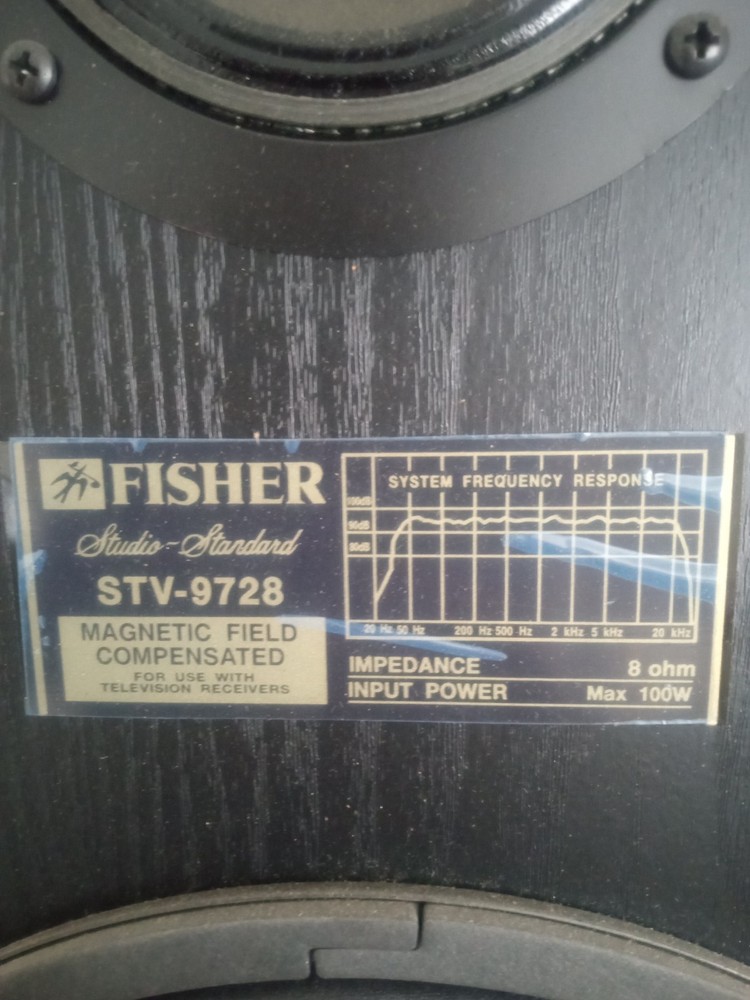 FISHER
Studio-Standard
STV-9728
MAGNETIC FIELD
COMPENSATED
FOR USE WITH
TELEVISION RECEIVERS
SYSTEM FREQUENCY RESPONSE
100dB
90dB
80dB
20 Hz 50 Hz 200 Hz 500 Hz 2 kHz 5 kHz 20 kHz
IMPEDANCE 8 ohm
INPUT POWER Max 100W